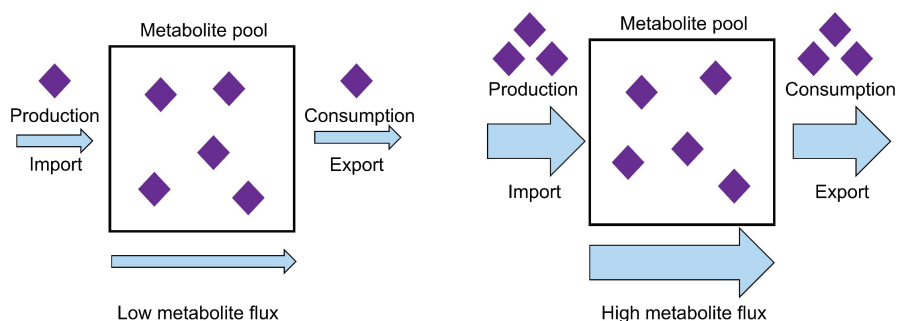 Metabolite pool
Production
Import
Consumption
Export
Low metabolite flux
Metabolite pool
Production
Import
Consumption
Export
High metabolite flux